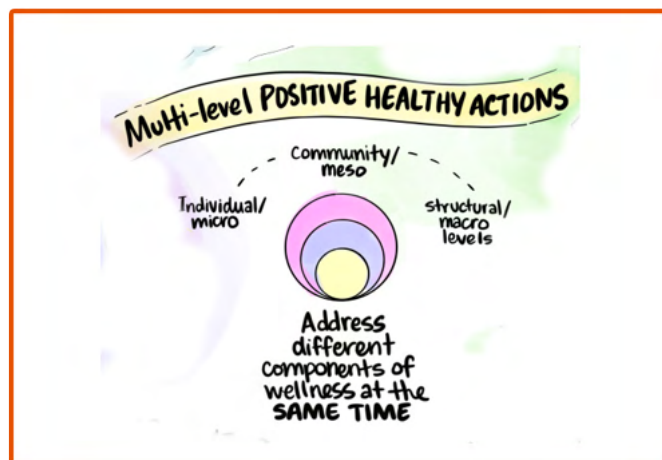 Multi-level POSITIVE HEALTHY ACTIONS
Community/
meso
Individual/
micro
structural/
macro
levels
Address
different
components of
wellness at the
SAME TIME